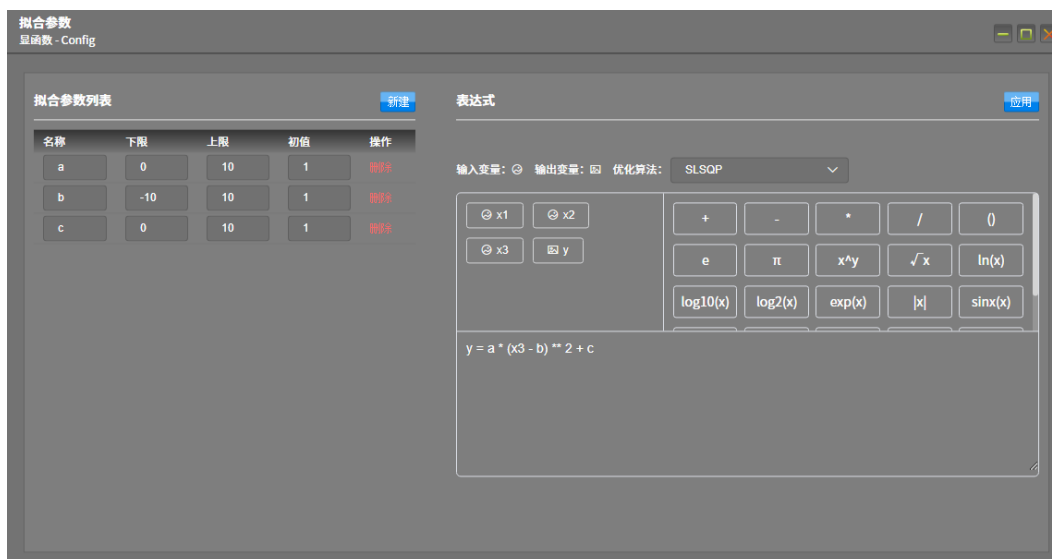 拟合参数
显函数 - Config
拟合参数列表 新建
名称 下限 上限 初值 操作
a 0 10 1 删除
b -10 10 1 删除
c 0 10 1 删除
表达式 应用
输入变量: 输出变量: 优化算法: SLSQP
x1 x2
x3 y
+ - * / ()
e π x^y √x ln(x)
log10(x) log2(x) exp(x) |x| sinx(x)
y = a * (x3 - b) ** 2 + c